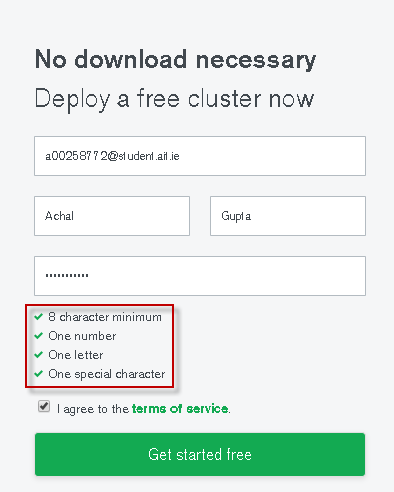 No download necessary
Deploy a free cluster now
a00258772@student.ait.ie
Achal Gupta
•••••••••••
8 character minimum
One number
One letter
One special character
I agree to the terms of service.
Get started free